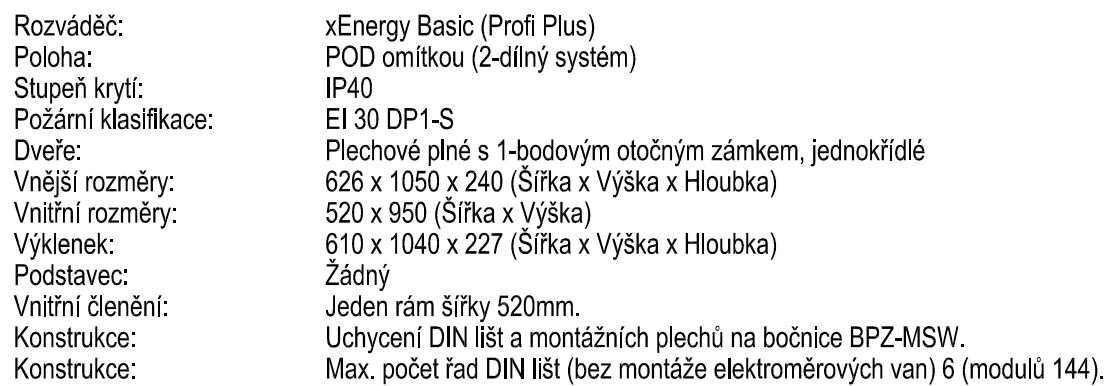 Rozváděč: xEnergy Basic (Profi Plus)
Poloha: POD omítkou (2-dílný systém)
Stupeň krytí: IP40
Požární klasifikace: EI 30 DP1-S
Dveře: Plechové plné s 1-bodovým otočným zámkem, jednokřídlé
Vnější rozměry: 626 x 1050 x 240 (Šířka x Výška x Hloubka)
Vnitřní rozměry: 520 x 950 (Šířka x Výška)
Výklenek: 610 x 1040 x 227 (Šířka x Výška x Hloubka)
Podstavec: Žádný
Vnitřní členění: Jeden rám šířky 520mm.
Konstrukce: Uchycení DIN lišt a montážních plechů na bočnice BPZ-MSW.
Konstrukce: Max. počet řad DIN lišt (bez montáže elektroměrových van) 6 (modulů 144).